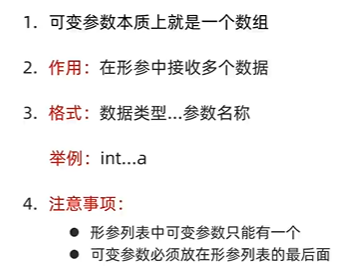 1. 可变参数本质上就是一个数组
2. 作用：在形参中接收多个数据
3. 格式：数据类型...参数名称
举例：int...a
4. 注意事项：
● 形参列表中可变参数只能有一个
● 可变参数必须放在形参列表的最后面